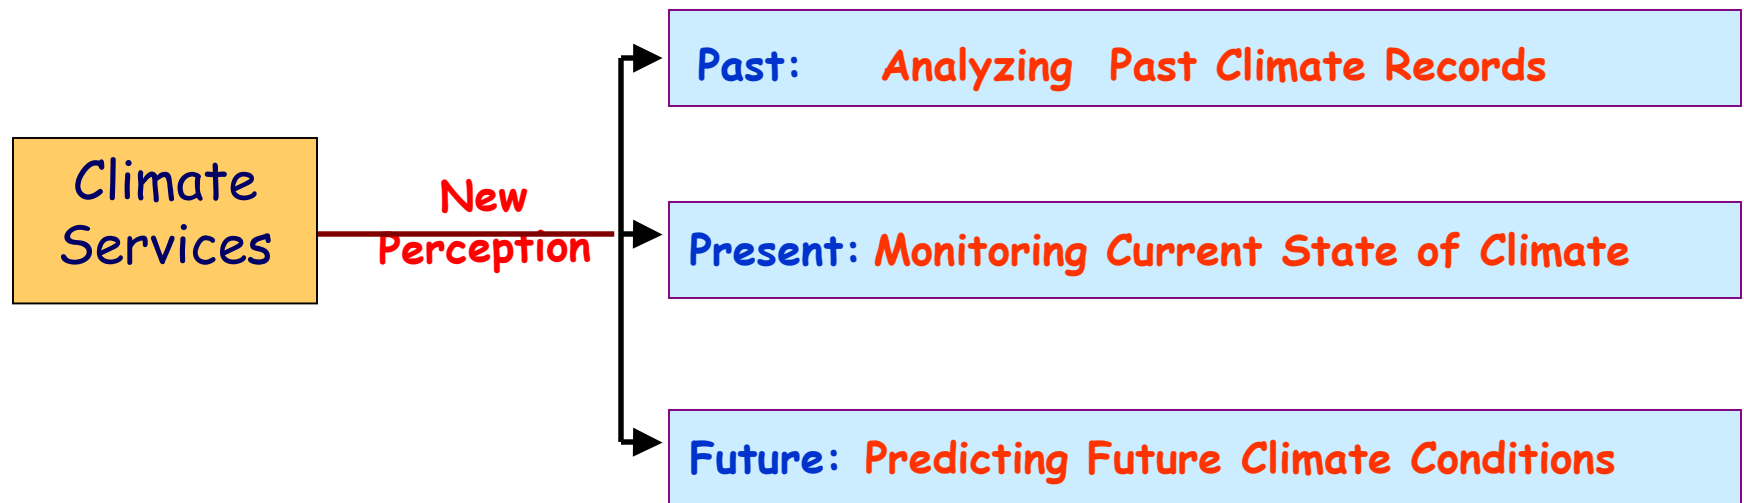 Climate
Services
New
Perception
Past: Analyzing Past Climate Records
Present: Monitoring Current State of Climate
Future: Predicting Future Climate Conditions